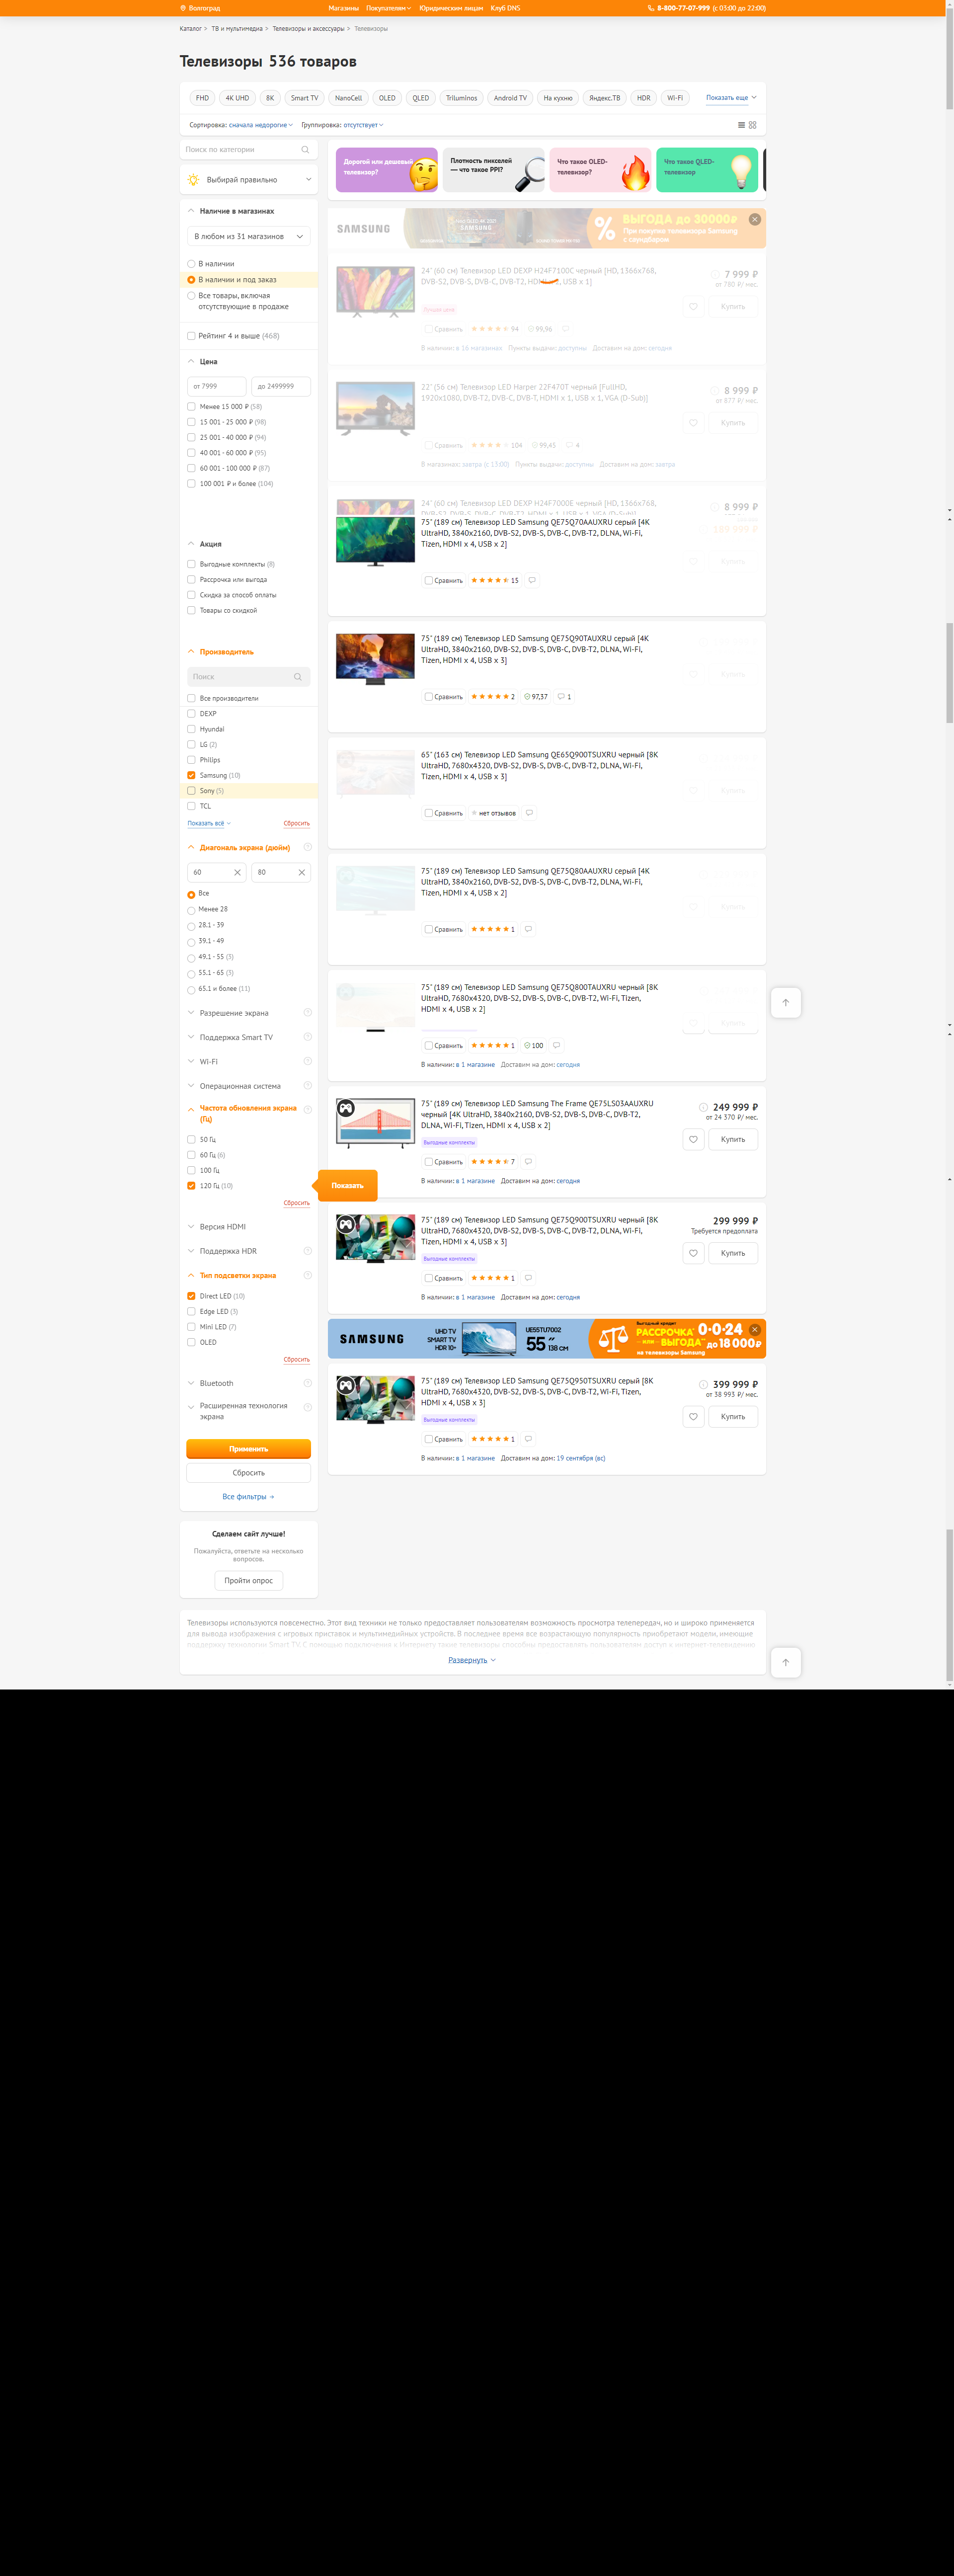 Волгоград
Магазины Покупателям Юридическим лицам Клуб DNS
8-800-77-07-999 (с 03:00 до 22:00)
Каталог > ТВ и мультимедиа > Телевизоры и аксессуары > Телевизоры
Телевизоры 536 товаров
FHD 4K UHD 8K Smart TV NanoCell OLED QLED Triluminos Android TV На кухню Яндекс.ТВ HDR Wi-Fi Показать еще
Сортировка: сначала недорогие Группировка: отсутствует
Поиск по категории
Выбирай правильно
Наличие в магазинах
В любом из 31 магазинов
В наличии
В наличии и под заказ
Все товары, включая
отсутствующие в продаже
Рейтинг 4 и выше (468)
Цена
от 7999
до 2499999
Менее 15 000 ₽ (58)
15 001 - 25 000 ₽ (98)
25 001 - 40 000 ₽ (94)
40 001 - 60 000 ₽ (95)
60 001 - 100 000 ₽ (87)
100 001 ₽ и более (104)
Акция
Выгодные комплекты (8)
Рассрочка или выгода
Скидка за способ оплаты
Товары со скидкой
Производитель
Поиск
Все производители
DEXP
Hyundai
LG (2)
Philips
Samsung (10)
Sony (5)
TCL
Показать всё
Сбросить
Диагональ экрана (дюйм)
60
80
Все
Менее 28
28.1 - 39
39.1 - 49
49.1 - 55 (3)
55.1 - 65 (3)
65.1 и более (11)
Разрешение экрана
Поддержка Smart TV
Wi-Fi
Операционная система
Частота обновления экрана
(Гц)
50 Гц
60 Гц (6)
100 Гц
120 Гц (10)
Показать
Сбросить
Версия HDMI
Поддержка HDR
Тип подсветки экрана
Direct LED (10)
Edge LED (3)
Mini LED (7)
OLED
Сбросить
Bluetooth
Расширенная технология
экрана
Применить
Сбросить
Все фильтры
Сделаем сайт лучше!
Пожалуйста, ответьте на несколько
вопросов.
Пройти опрос
Дорогой или дешевый
телевизор?
Плотность пикселей
— что такое PPI?
Что такое OLED-
телевизор?
Что такое QLED-
телевизор
SAMSUNG
SAMSUNG
ВЫГОДА до 30000₽
При покупке телевизора Samsung
с саундбаром
24" (60 см) Телевизор LED DEXP H24F7100C черный [HD, 1366x768,
DVB-S2, DVB-S, DVB-C, DVB-T2, USB x 1]
7 999 ₽
от 780 ₽/ мес.
Купить
Лучшая цена
Сравнить 94 99,96
В наличии: в 16 магазинах Пункты выдачи: доступны Доставим на дом: сегодня
22" (56 см) Телевизор LED Harper 22F470T черный [FullHD,
1920x1080, DVB-T2, DVB-C, DVB-T, HDMI x 1, USB x 1, VGA (D-Sub)]
8 999 ₽
от 877 ₽/ мес.
Купить
Сравнить 104 99,43 4
В магазинах: завтра (с 13:00) Пункты выдачи: доступны Доставим на дом: завтра
24" (60 см) Телевизор LED DEXP H24F7000E черный [HD, 1366x768,
8 999 ₽
75" (189 см) Телевизор LED Samsung QE75Q70AAUXRU серый [4K
UltraHD, 3840x2160, DVB-S2, DVB-S, DVB-C, DVB-T2, DLNA, Wi-Fi,
Tizen, HDMI x 4, USB x 2]
Купить
Сравнить 15
75" (189 см) Телевизор LED Samsung QE75Q90TAUXRU серый [4K
UltraHD, 3840x2160, DVB-S2, DVB-S, DVB-C, DVB-T2, DLNA, Wi-Fi,
Tizen, HDMI x 4, USB x 3]
Купить
Сравнить 2 97,37 1
65" (163 см) Телевизор LED Samsung QE65Q900TSUXRU черный [8K
UltraHD, 7680x4320, DVB-S2, DVB-S, DVB-C, DVB-T2, DLNA, Wi-Fi,
Tizen, HDMI x 4, USB x 3]
Купить
Сравнить нет отзывов
75" (189 см) Телевизор LED Samsung QE75Q80AAUXRU серый [4K
UltraHD, 3840x2160, DVB-S2, DVB-S, DVB-C, DVB-T2, DLNA, Wi-Fi,
Tizen, HDMI x 4, USB x 2]
Купить
Сравнить 1
75" (189 см) Телевизор LED Samsung QE75Q800TAUXRU черный [8K
UltraHD, 7680x4320, DVB-S2, DVB-S, DVB-C, DVB-T2, Wi-Fi, Tizen,
HDMI x 4, USB x 2]
Купить
Сравнить 1 100
В наличии: в 1 магазине Доставим на дом: сегодня
75" (189 см) Телевизор LED Samsung The Frame QE75LS03AAUXRU
черный [4K UltraHD, 3840x2160, DVB-S2, DVB-S, DVB-C, DVB-T2,
DLNA, Wi-Fi, Tizen, HDMI x 4, USB x 2]
249 999 ₽
от 24 370 ₽/ мес.
Купить
Выгодные комплекты
Сравнить 7
В наличии: в 1 магазине Доставим на дом: сегодня
75" (189 см) Телевизор LED Samsung QE75Q900TSUXRU черный [8K
UltraHD, 7680x4320, DVB-S2, DVB-S, DVB-C, DVB-T2, DLNA, Wi-Fi,
Tizen, HDMI x 4, USB x 3]
299 999 ₽
Требуется предоплата
Купить
Выгодные комплекты
Сравнить 1
В наличии: в 1 магазине Доставим на дом: сегодня
SAMSUNG
UHD TV
SMART TV
HDR 10+
UE55TU7002
55" 138 СМ
Выгодный кредит
РАССРОЧКА* 0-0-24
— или — ВЫГОДА** до 18 000₽
на телевизоры Samsung
75" (189 см) Телевизор LED Samsung QE75Q950TSUXRU серый [8K
UltraHD, 7680x4320, DVB-S2, DVB-S, DVB-C, DVB-T2, Wi-Fi, Tizen,
HDMI x 4, USB x 3]
399 999 ₽
от 38 993 ₽/ мес.
Купить
Выгодные комплекты
Сравнить 1
В наличии: в 1 магазине Доставим на дом: 19 сентября (вс)
Телевизоры используются повсеместно. Этот вид техники не только предоставляет пользователям возможность просмотра телепередач, но и широко применяется
для вывода изображения с игровых приставок и мультимедийных устройств. В последнее время все возрастающую популярность приобретают модели, имеющие
поддержку технологии Smart TV. С помощью подключения к Интернету такие телевизоры способны предоставлять пользователям доступ к интернет-телевидению
Развернуть